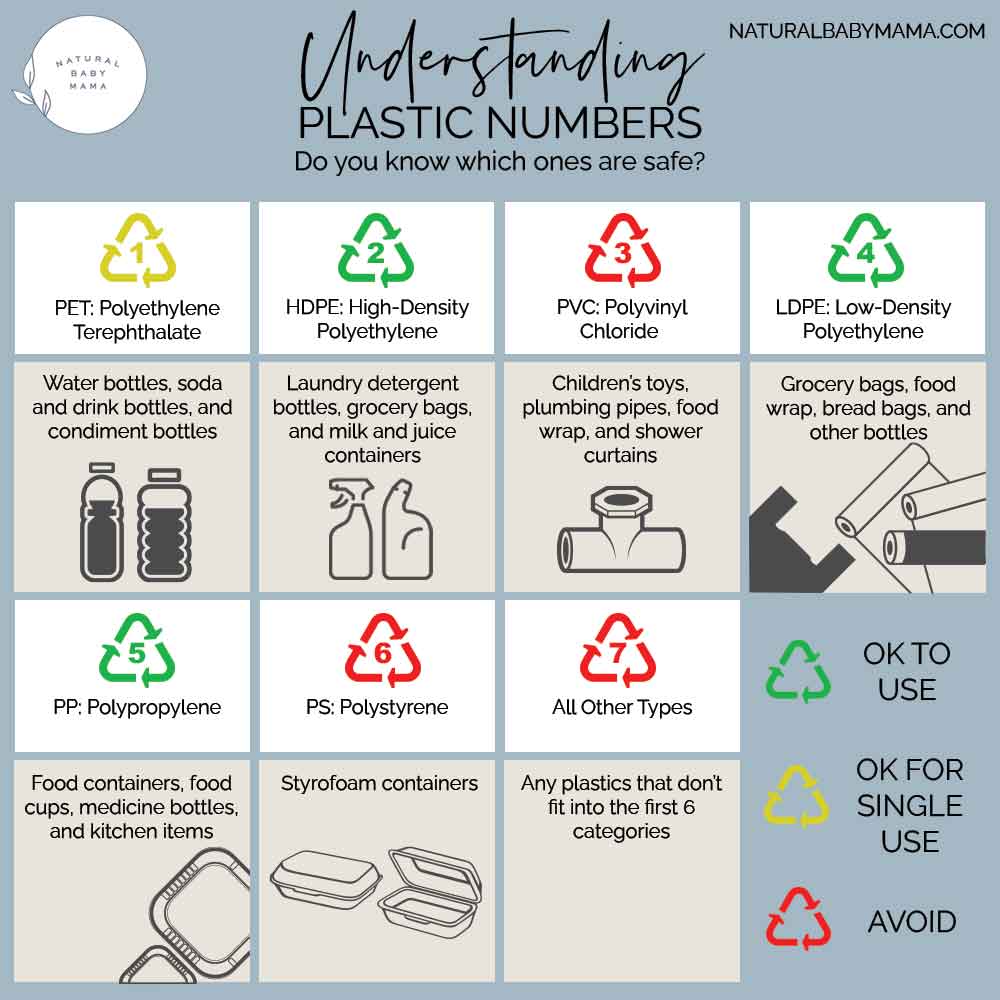 NATURAL
BABY
MAMA
Understanding
PLASTIC NUMBERS
Do you know which ones are safe?
NATURALBABYMAMA.COM
1
PET: Polyethylene
Terephthalate
2
HDPE: High-Density
Polyethylene
3
PVC: Polyvinyl
Chloride
4
LDPE: Low-Density
Polyethylene
Water bottles, soda
and drink bottles, and
condiment bottles
Laundry detergent
bottles, grocery bags,
and milk and juice
containers
Children's toys,
plumbing pipes, food
wrap, and shower
curtains
Grocery bags, food
wrap, bread bags, and
other bottles
5
PP: Polypropylene
6
PS: Polystyrene
7
All Other Types
Food containers, food
cups, medicine bottles,
and kitchen items
Styrofoam containers
Any plastics that don't
fit into the first 6
categories
OK TO
USE
OK FOR
SINGLE
USE
AVOID